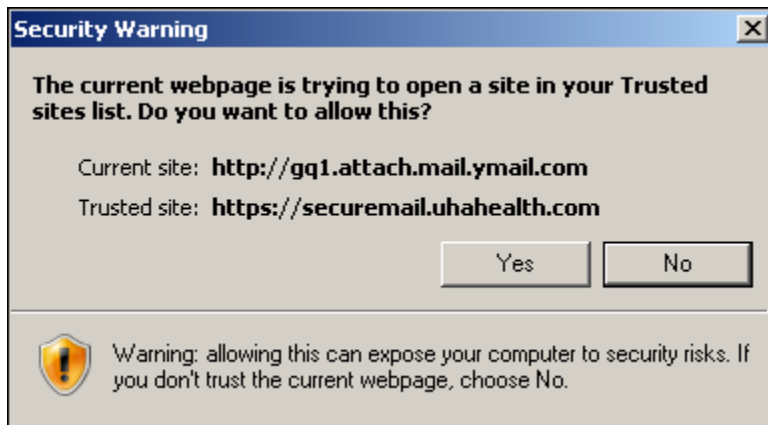 Security Warning
The current webpage is trying to open a site in your Trusted
sites list. Do you want to allow this?
Current site: http://gq1.attach.mail.ymail.com
Trusted site: https://securemail.uhahealth.com
Yes No
Warning: allowing this can expose your computer to security risks. If
you don't trust the current webpage, choose No.